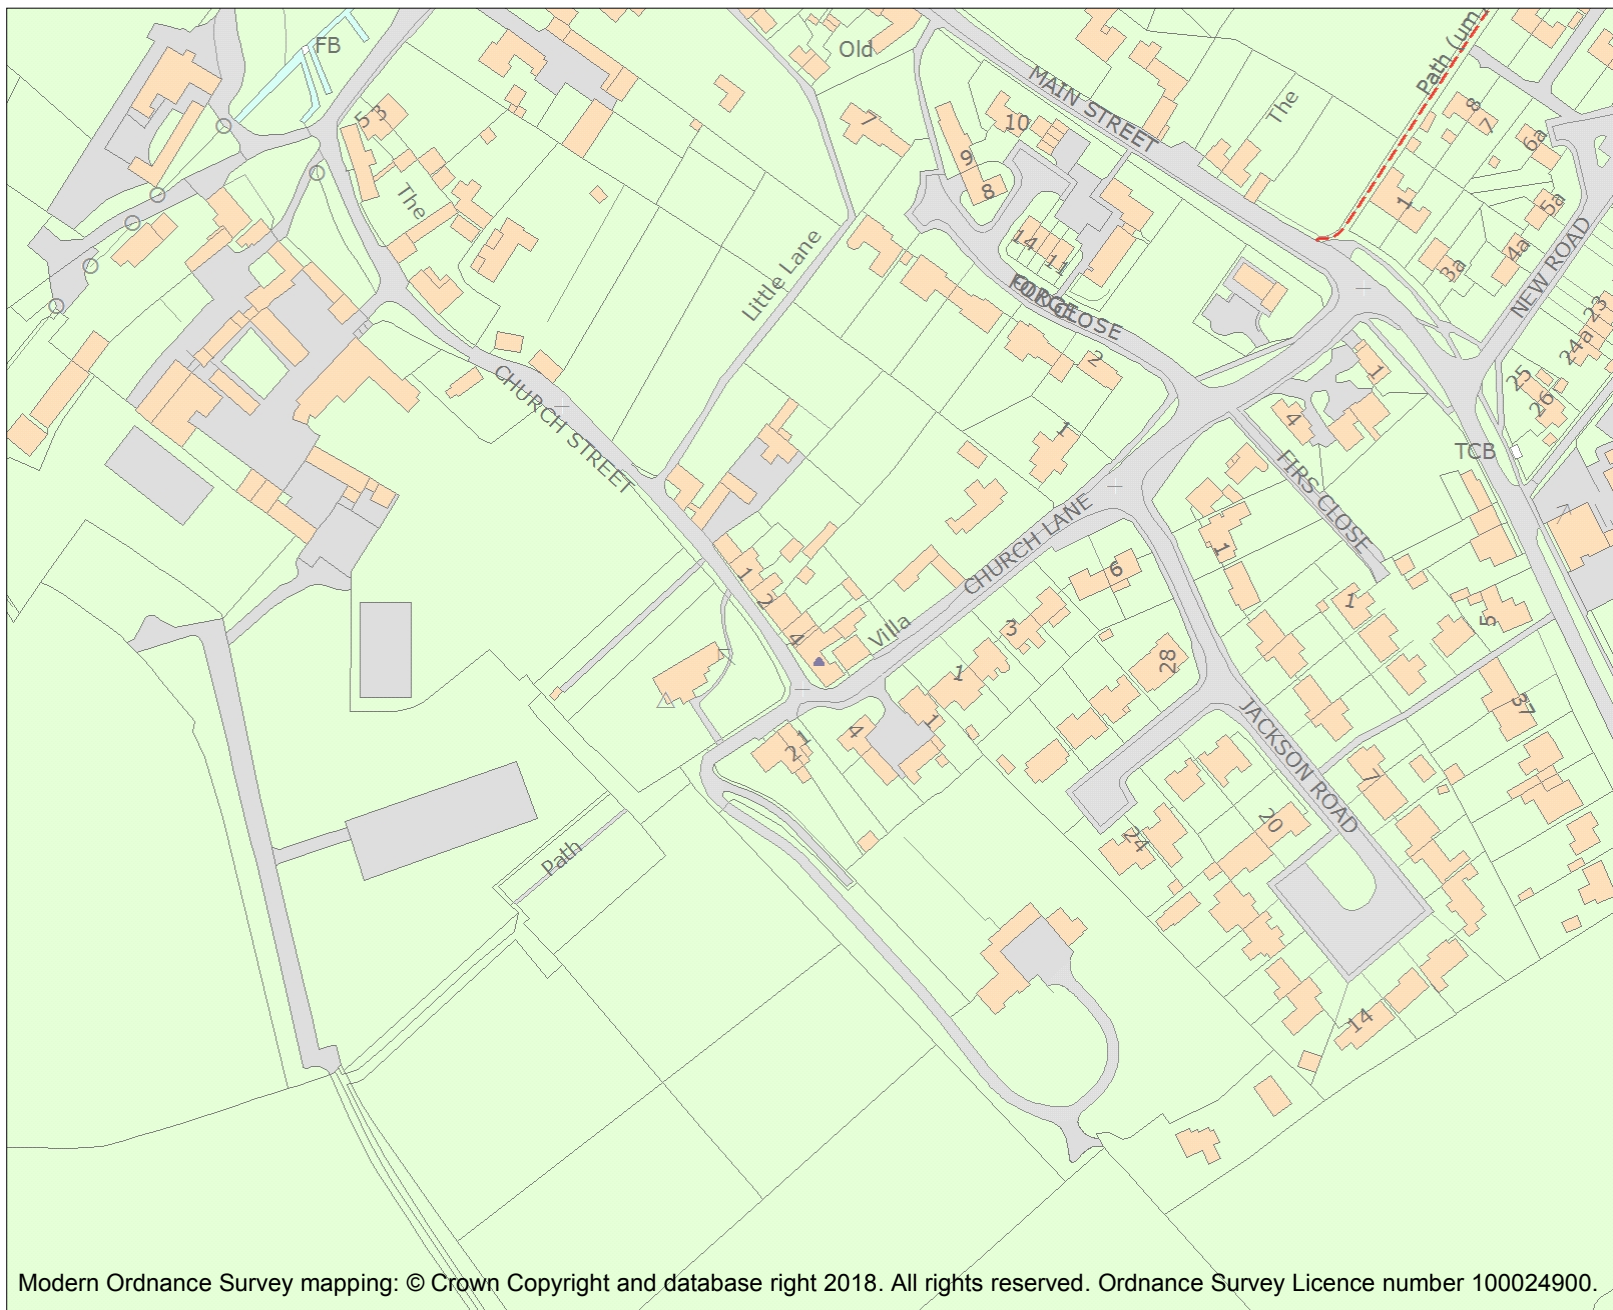 FB
Old
MAIN STREET
Path (um
5
3
The
7
10
9
8
14
11
The
8
7
6a
1
5a
4a
3a
NEW ROAD
Little Lane
CLOSE
2
1
23
24a
25
26
TCB
CHURCH STREET
1
4
FIRS CLOSE
CHURCH LANE
1
6
1
5
1
2
4
Villa
3
1
28
37
1
2
4
1
JACKSON ROAD
7
20
24
Path
14
Modern Ordnance Survey mapping: © Crown Copyright and database right 2018. All rights reserved. Ordnance Survey Licence number 100024900.